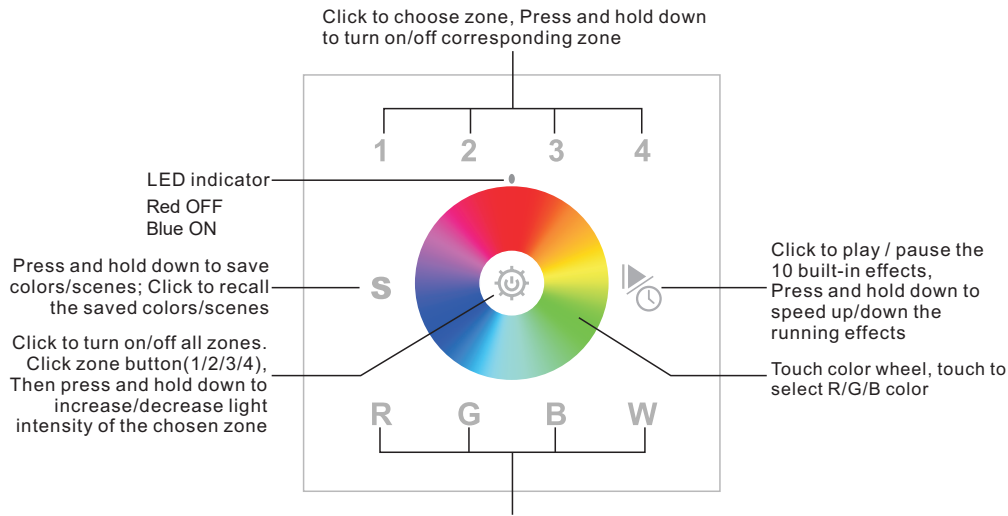 Click to choose zone, Press and hold down
to turn on/off corresponding zone
1 2 3 4
LED indicator
Red OFF
Blue ON
Press and hold down to save
colors/scenes; Click to recall
the saved colors/scenes
S
Click to play / pause the
10 built-in effects,
Press and hold down to
speed up/down the
running effects
Click to turn on/off all zones.
Click zone button(1/2/3/4),
Then press and hold down to
increase/decrease light
intensity of the chosen zone
Touch color wheel, touch to
select R/G/B color
R G B W